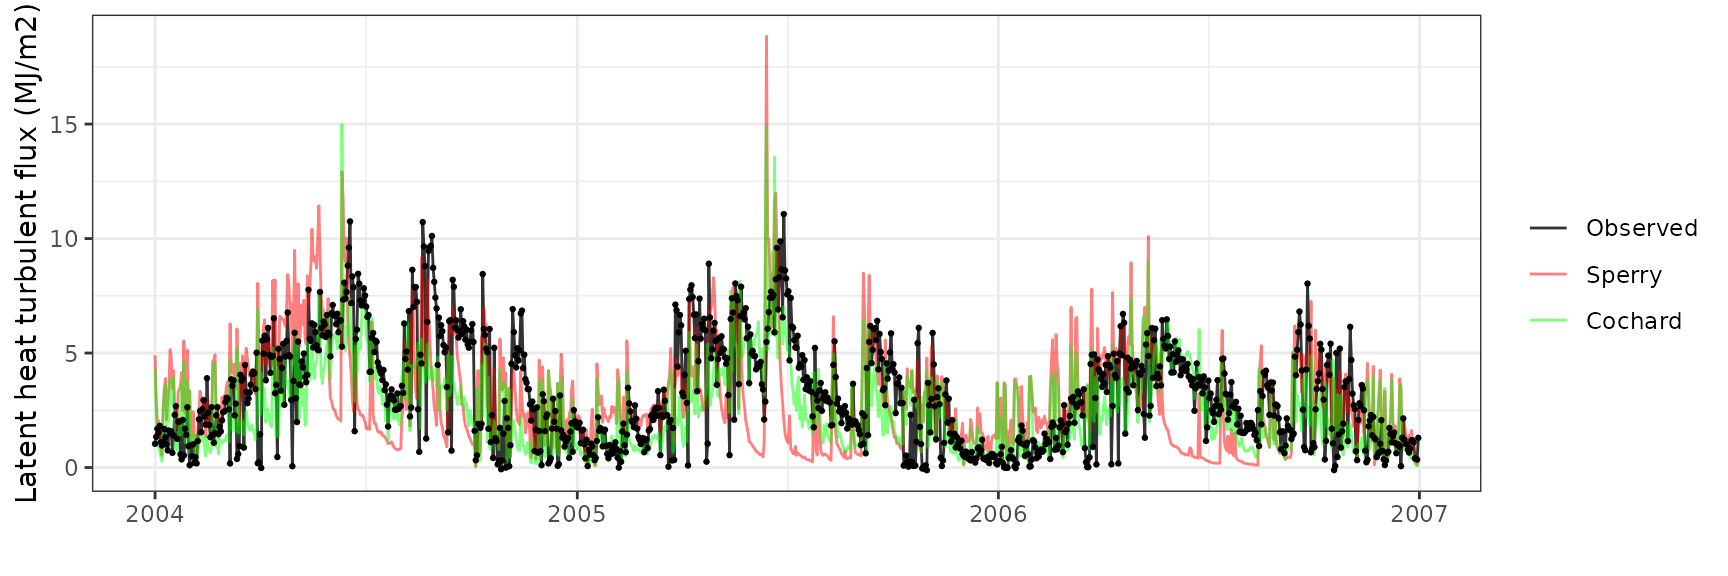 Latent heat turbulent flux (MJ/m2)
15
10
5
0
2004
2005
2006
2007
Observed
Sperry
Cochard